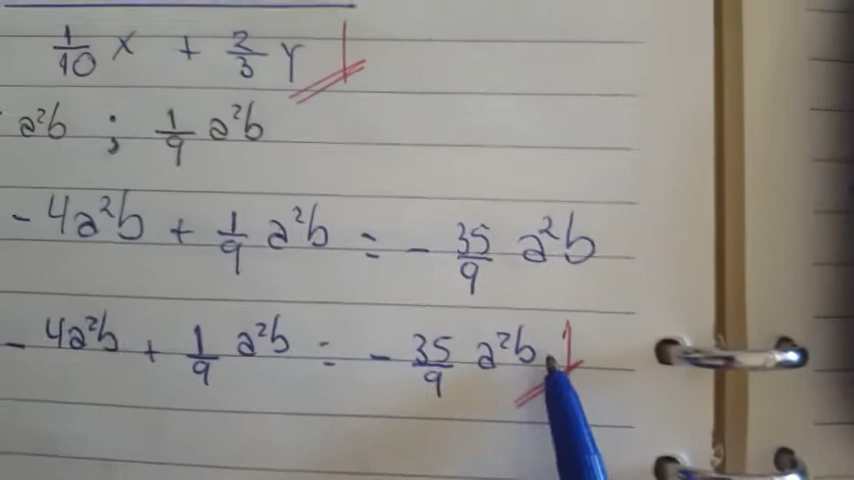 1/10 x + 2/3 y
a²b ; 1/9 a²b
- 4a²b + 1/9 a²b = - 35/9 a²b
- 4a²b + 1/9 a²b = - 35/9 a²b